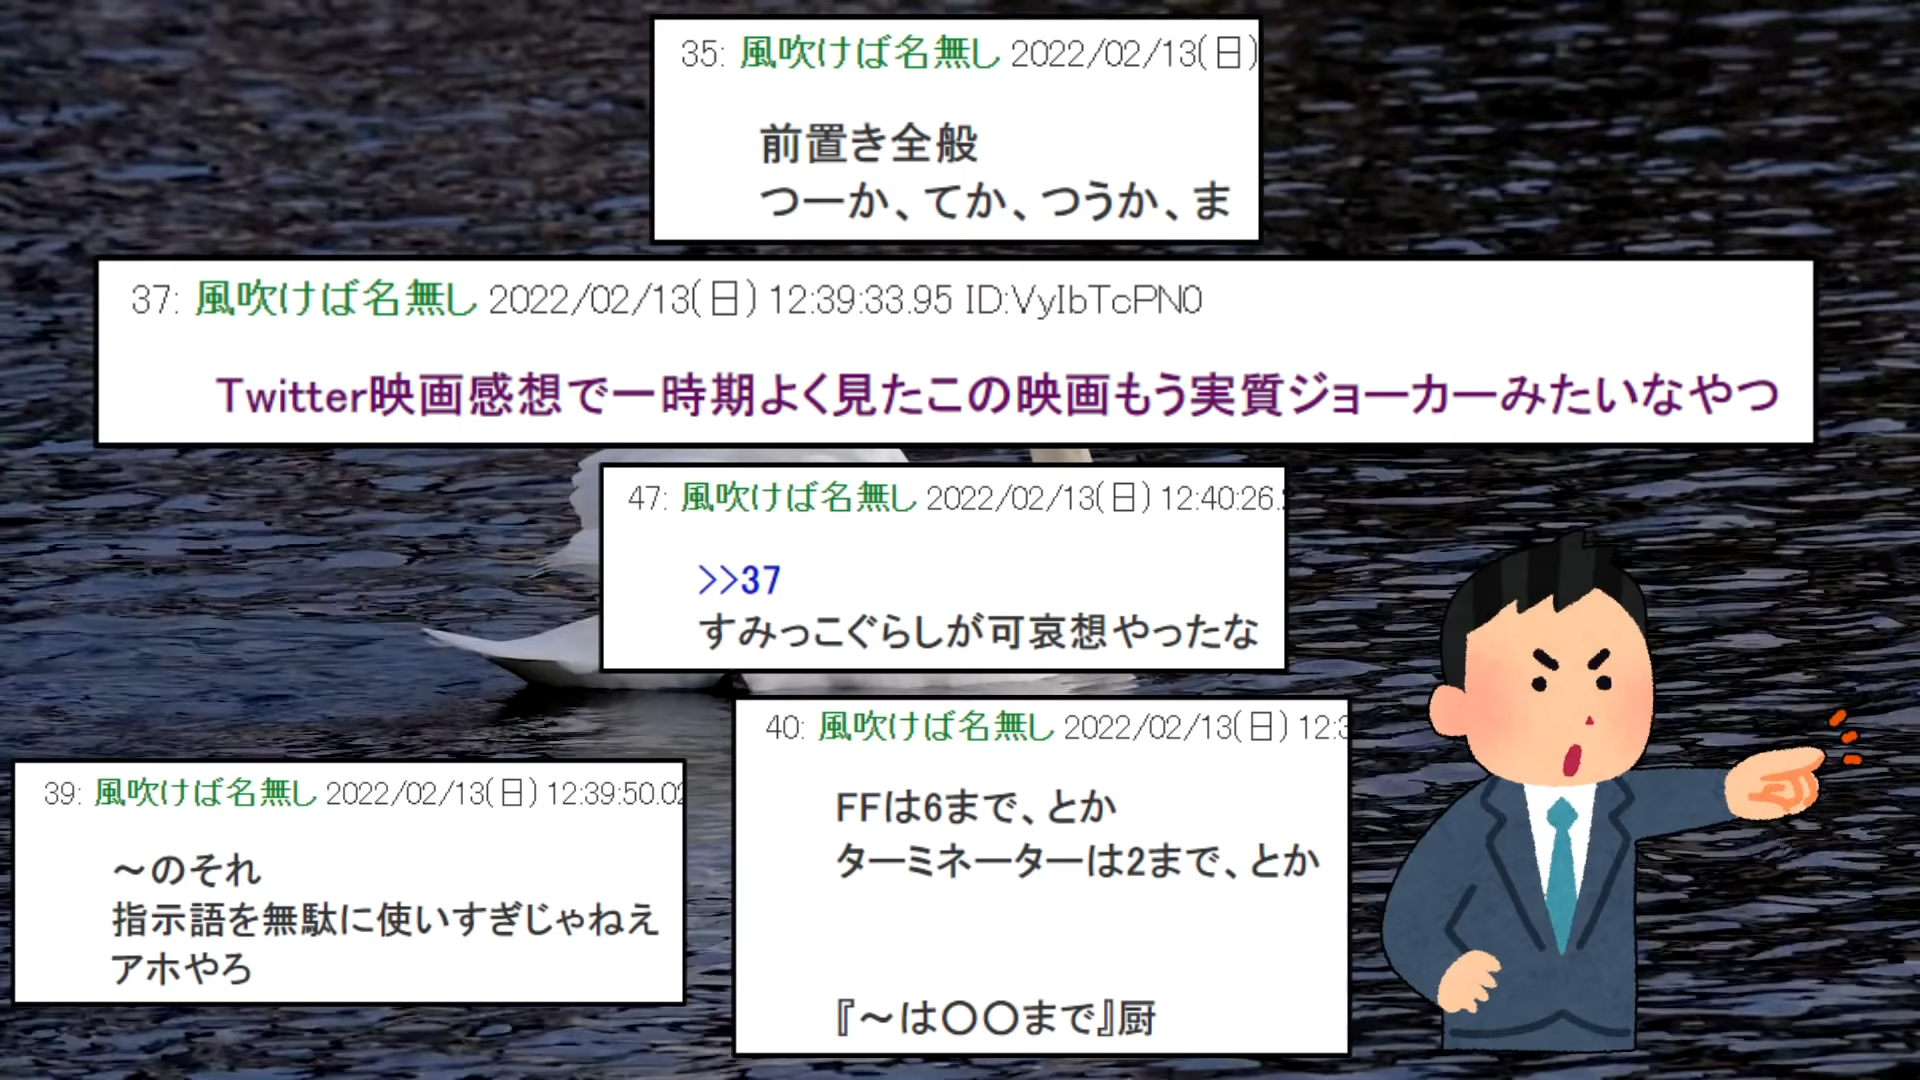 35: 風吹けば名無し 2022/02/13(日)
前置き全般
つーか、てか、つうか、ま
37: 風吹けば名無し 2022/02/13(日) 12:39:33.95 ID:VyIbTcPN0
Twitter映画感想で一時期よく見たこの映画もう実質ジョーカーみたいなやつ
47: 風吹けば名無し 2022/02/13(日) 12:40:26.
>>37
すみっこぐらしが可哀想やったな
39: 風吹けば名無し 2022/02/13(日) 12:39:50.02
～のそれ
指示語を無駄に使いすぎじゃねえ
アホやろ
40: 風吹けば名無し 2022/02/13(日) 12:3
FFは6まで、とか
ターミネーターは2まで、とか
『～は〇〇まで』厨